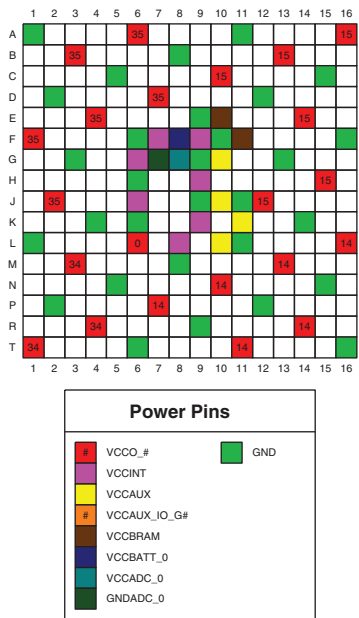 1 2 3 4 5 6 7 8 9 10 11 12 13 14 15 16
A 35 15
B 35 13
C 15
D 35
E 35 14
F 35
G
H 15
J 35 15
K
L 0 14
M 34 14
N 14
P 14
R 34 14
T 34 14
1 2 3 4 5 6 7 8 9 10 11 12 13 14 15 16
Power Pins
# VCCO_# GND
VCCINT
VCCAUX
# VCCAUX_IO_G#
VCCBRAM
VCCBATT_0
VCCADC_0
GNDADC_0